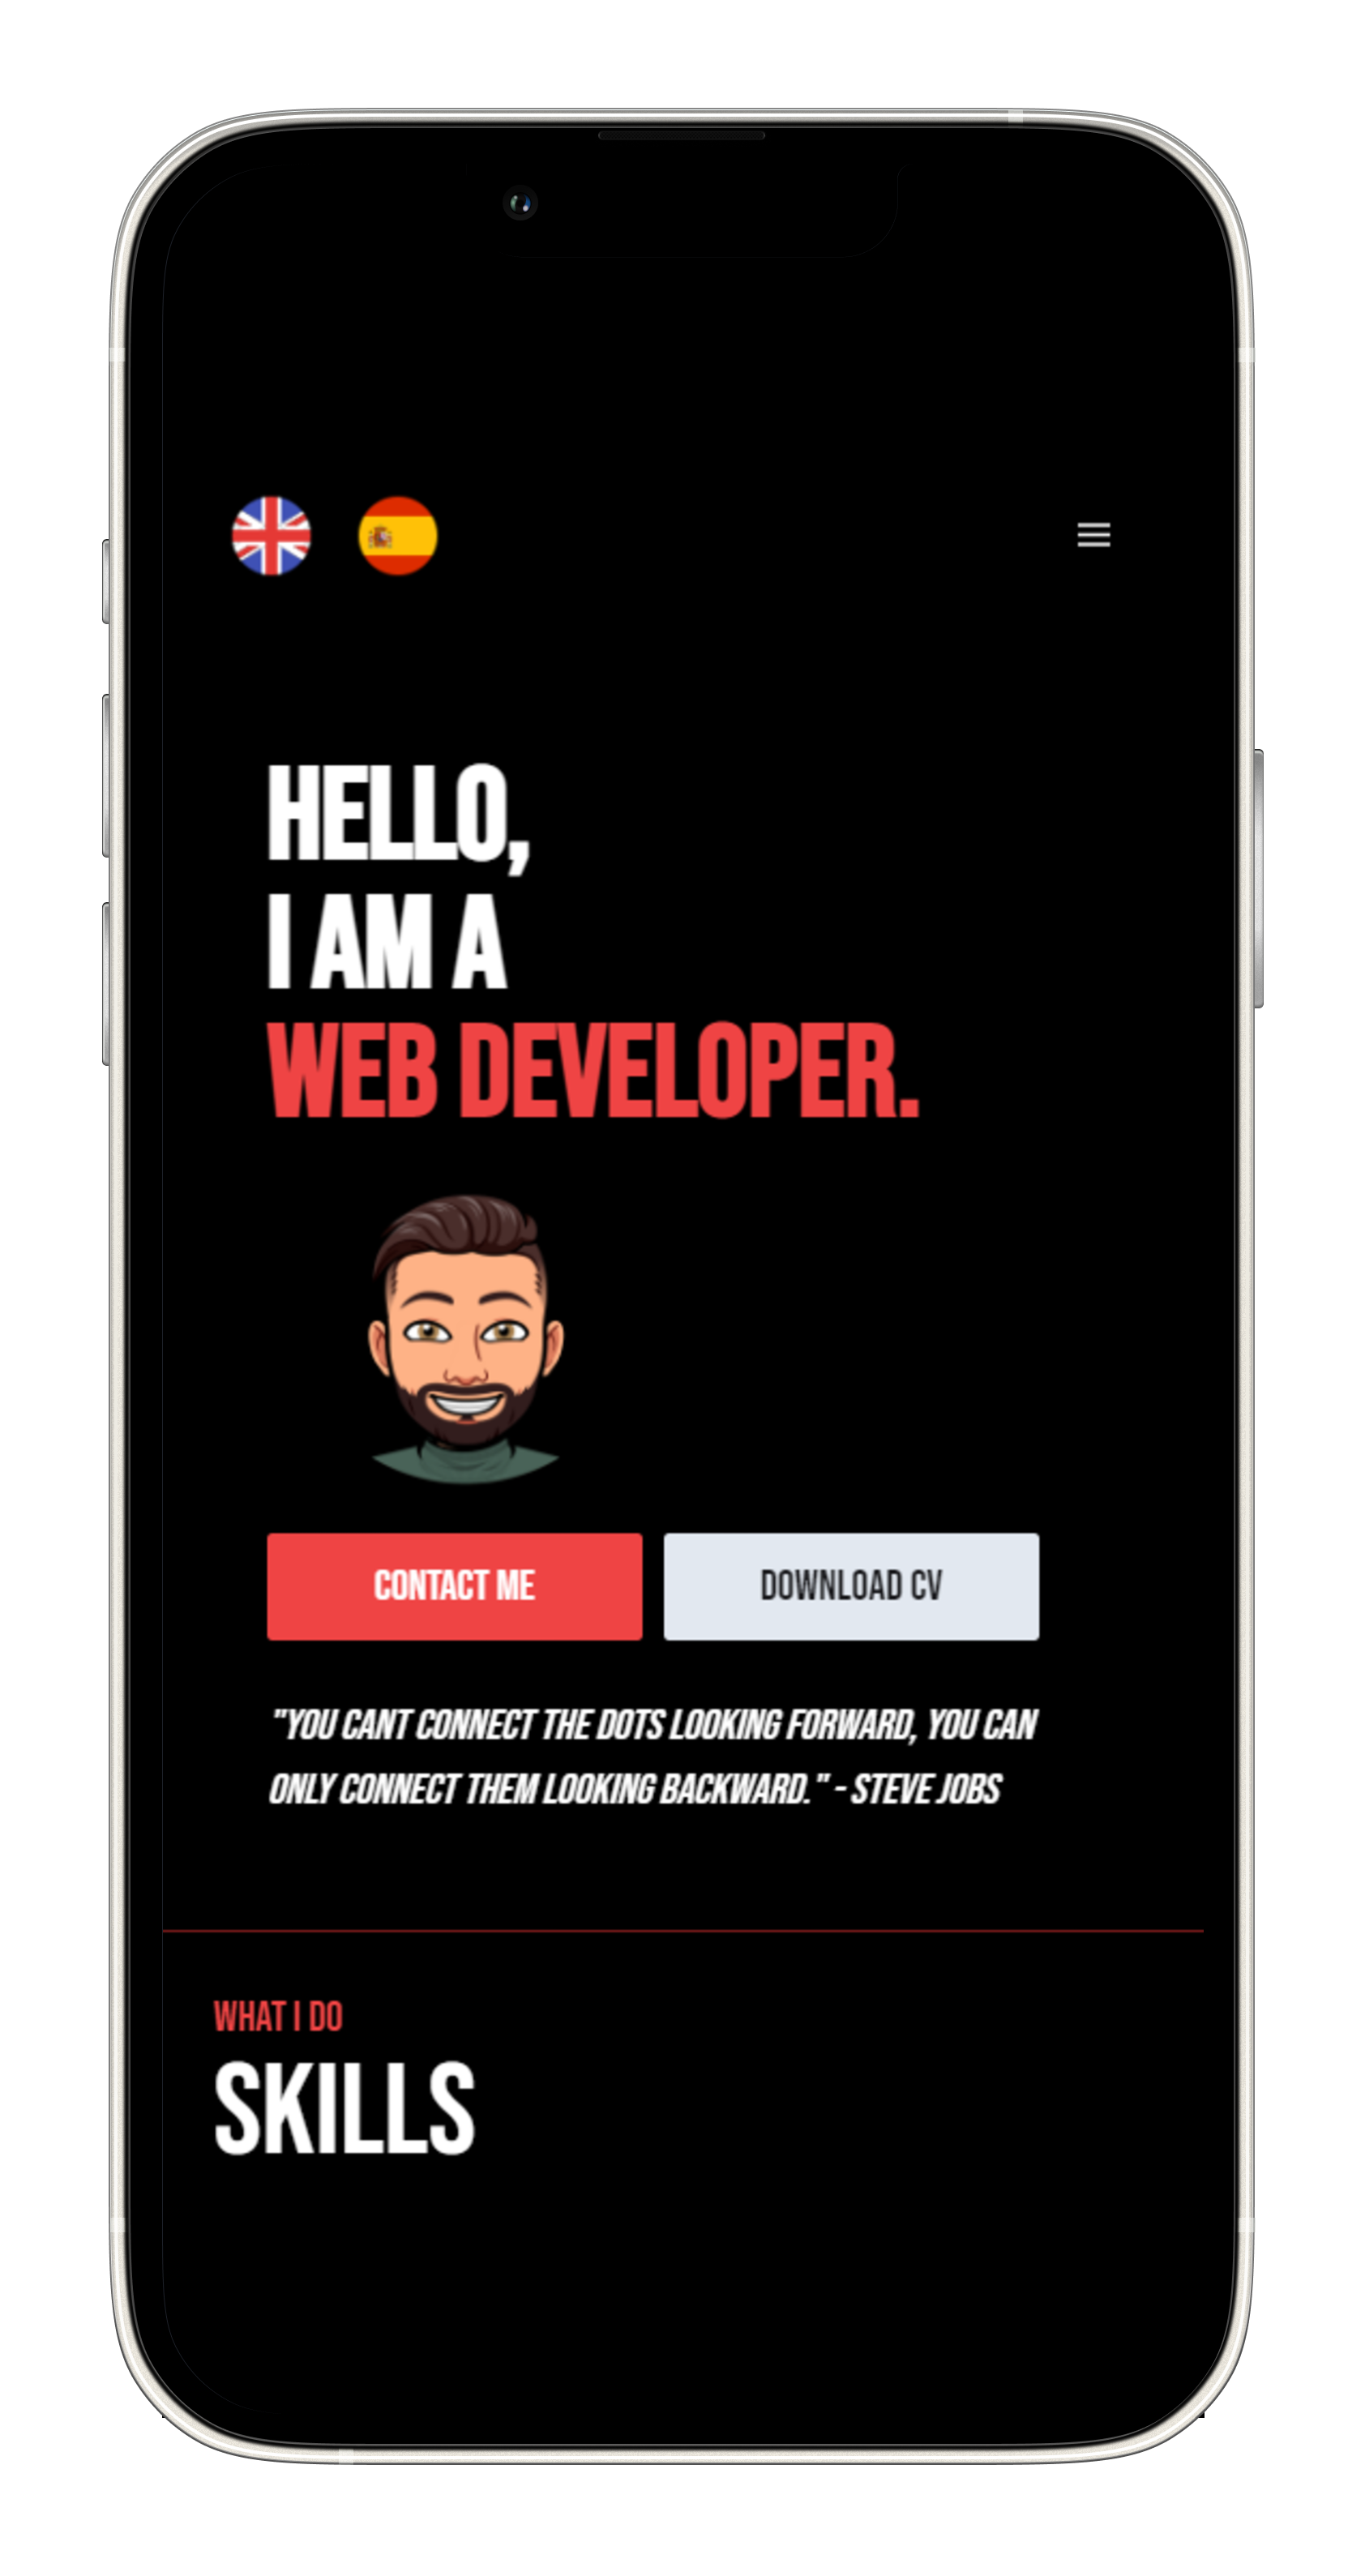 HELLO,
I AM A
WEB DEVELOPER.
CONTACT ME
DOWNLOAD CV
"YOU CANT CONNECT THE DOTS LOOKING FORWARD, YOU CAN
ONLY CONNECT THEM LOOKING BACKWARD." - STEVE JOBS
WHAT I DO
SKILLS